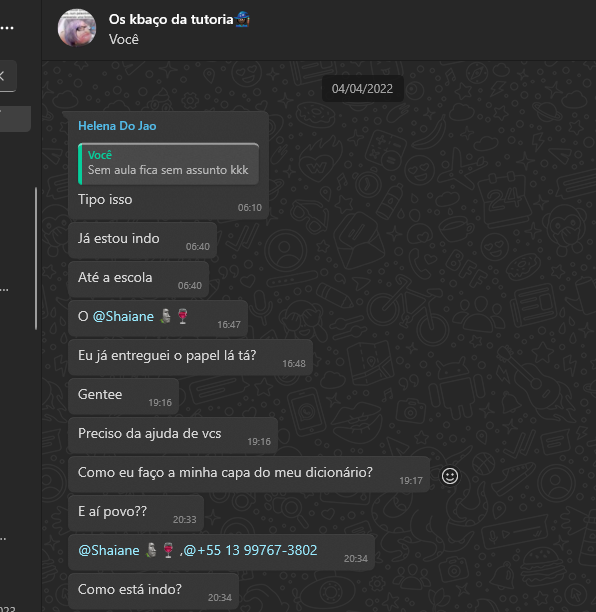 Os kbaço da tutoria
Você
04/04/2022
Helena Do Jao
Você
Sem aula fica sem assunto kkk
Tipo isso
06:10
Já estou indo
06:40
Até a escola
06:40
O @Shaiane 🗿🍷
16:47
Eu já entreguei o papel lá tá?
16:48
Gentee
19:16
Preciso da ajuda de vcs
19:16
Como eu faço a minha capa do meu dicionário?
19:17
E aí povo??
20:33
@Shaiane 🗿🍷 ,@+55 13 99767-3802
20:34
Como está indo?
20:34